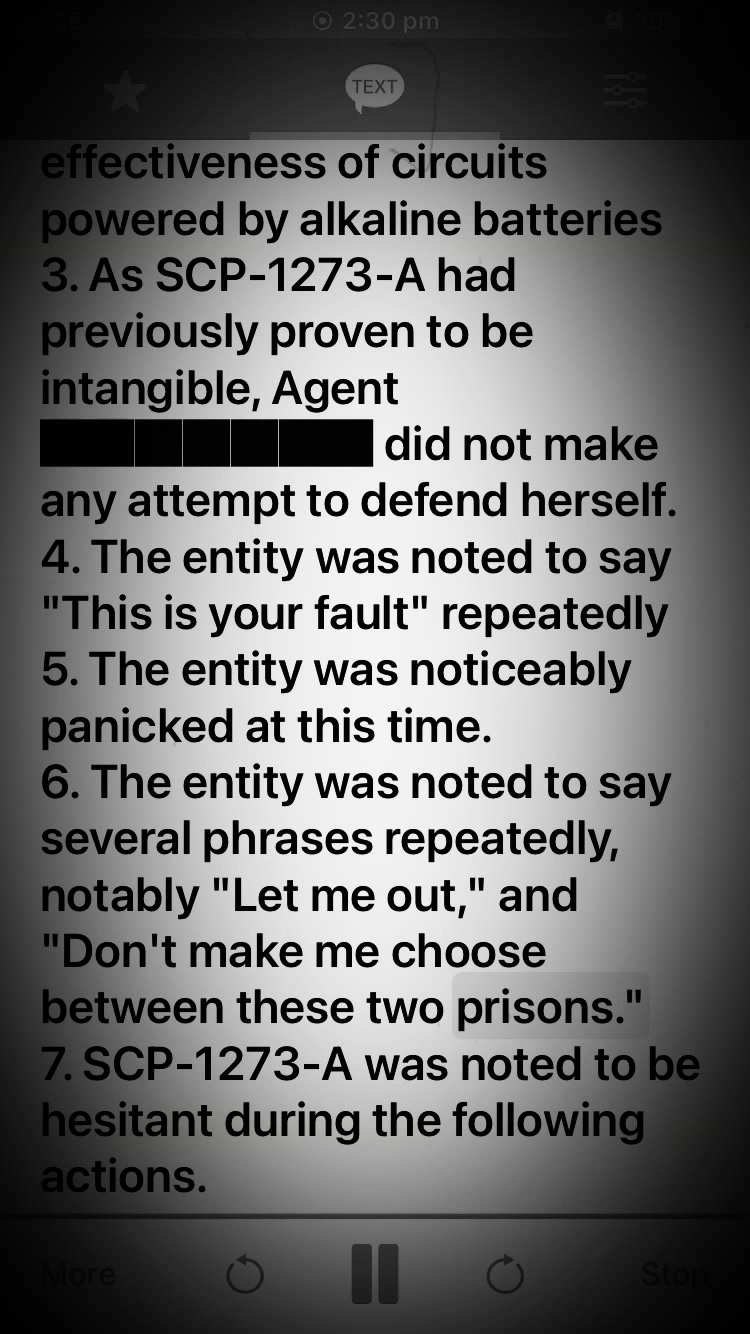 2:30 pm
TEXT
effectiveness of circuits
powered by alkaline batteries
3. As SCP-1273-A had
previously proven to be
intangible, Agent
███████ did not make
any attempt to defend herself.
4. The entity was noted to say
"This is your fault" repeatedly
5. The entity was noticeably
panicked at this time.
6. The entity was noted to say
several phrases repeatedly,
notably "Let me out," and
"Don't make me choose
between these two prisons."
7. SCP-1273-A was noted to be
hesitant during the following
actions.
More
Stop